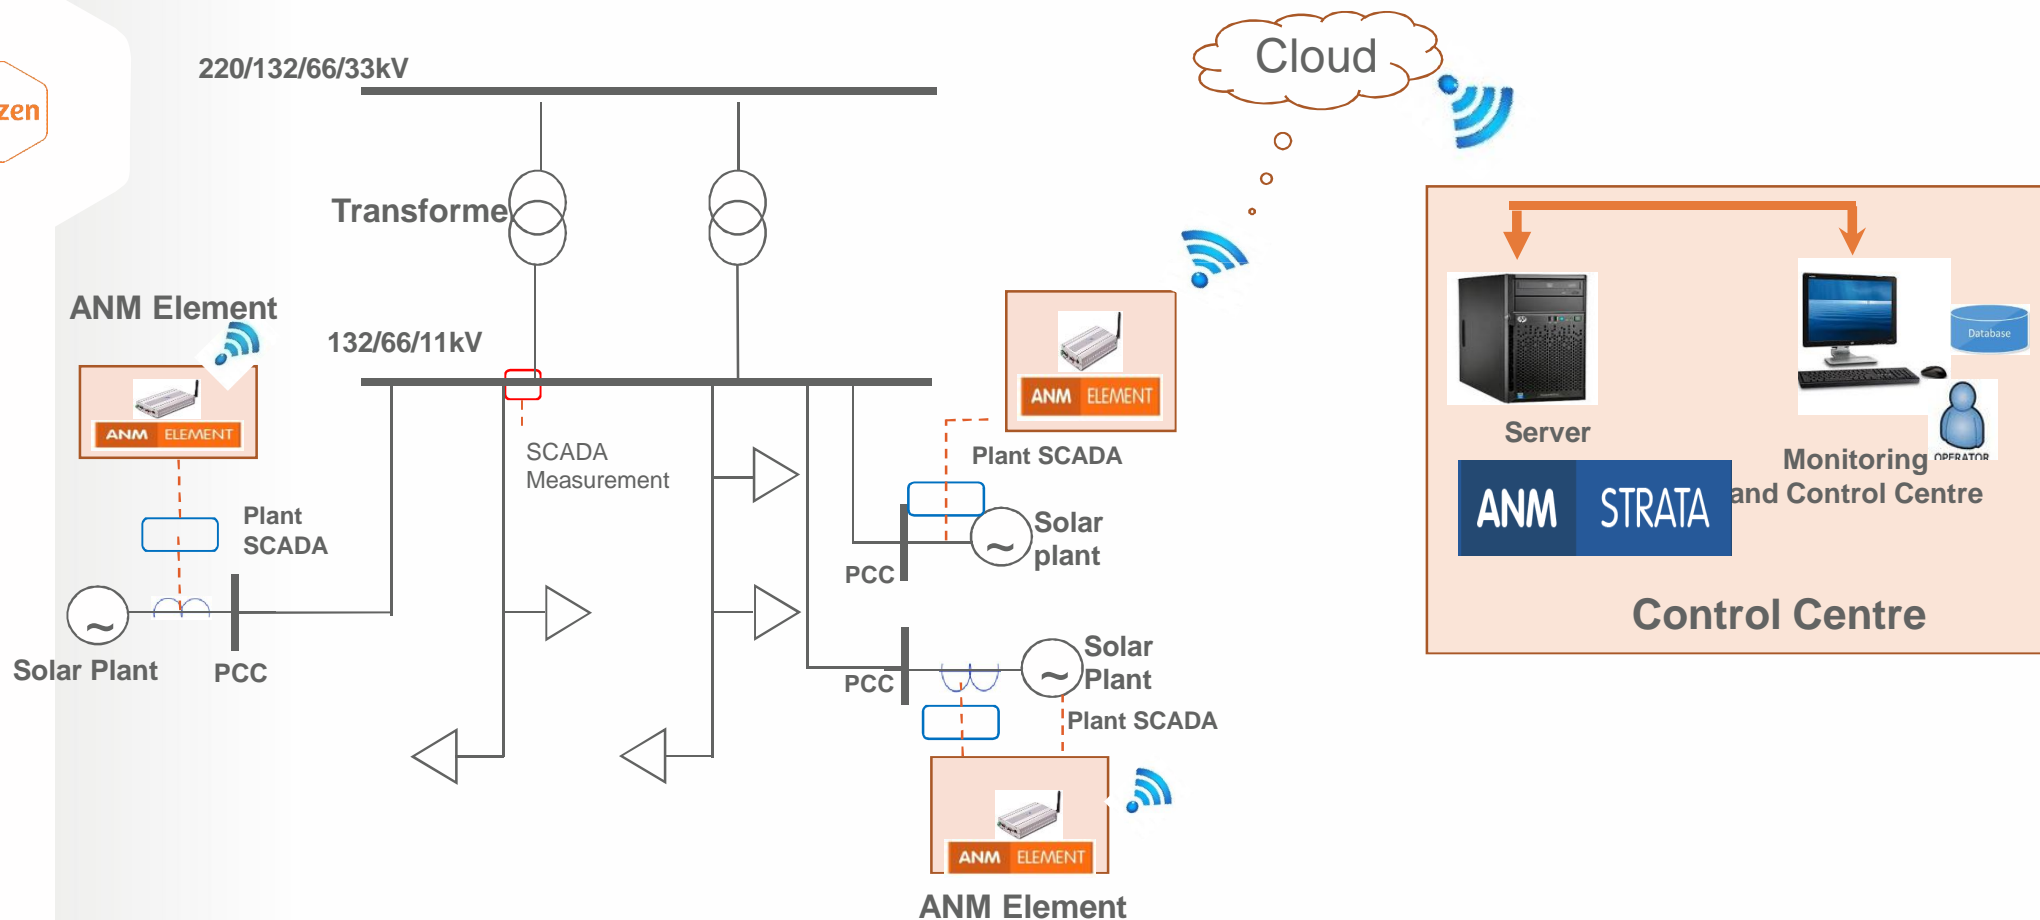 220/132/66/33kV
Cloud
zen
Transforme
ANM Element
132/66/11kV
ANM ELEMENT
ANM ELEMENT
SCADA
Measurement
Plant SCADA
Plant
SCADA
Solar
plant
PCC
Solar Plant
PCC
PCC
Solar
Plant
Plant SCADA
ANM ELEMENT
ANM Element
Database
Server
OPERATOR
Monitoring
and Control Centre
ANM STRATA
Control Centre